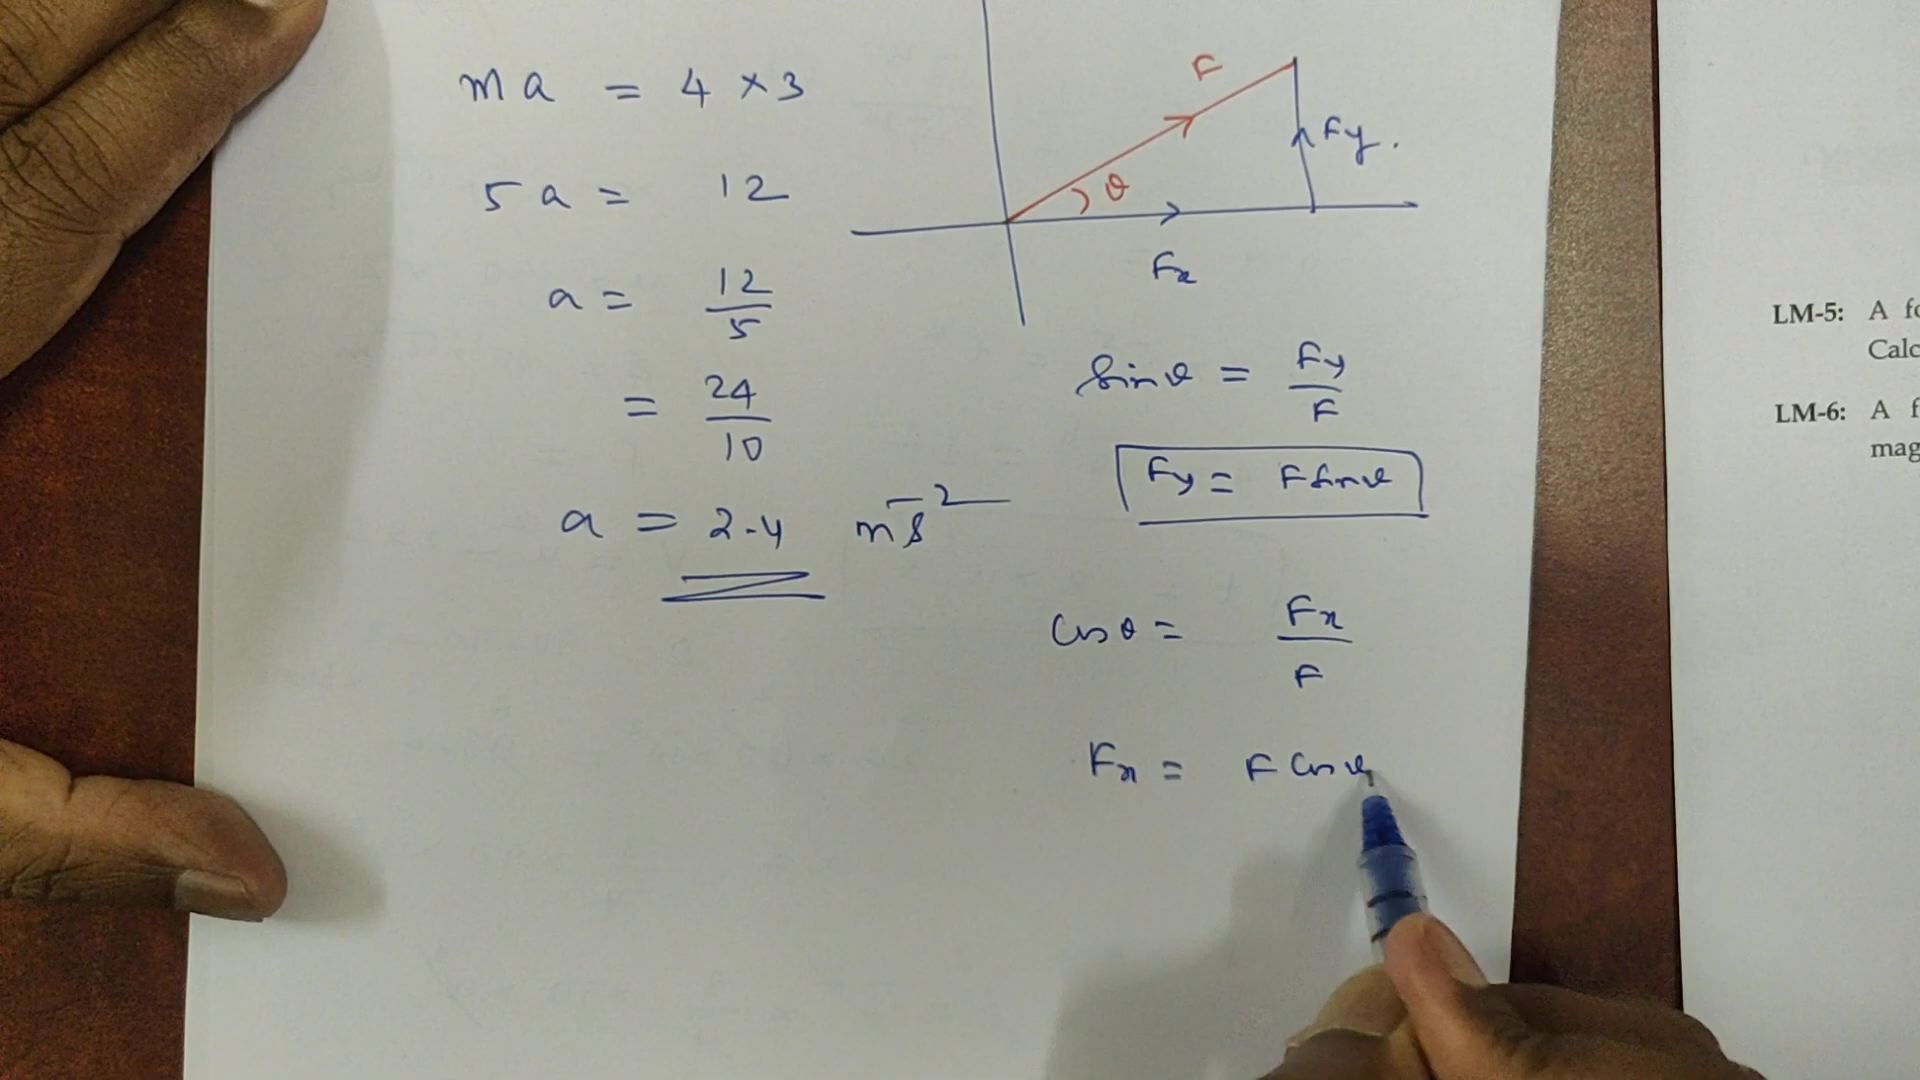 ma = 4 × 3
5a = 12
a = 12/5
= 24/10
a = 2.4 ms⁻²
F
Fy.
θ
Fx
Sinθ = Fy/F
Fy = F Sinθ
Cosθ = Fx/F
Fx = F Cosθ
LM-5: A
Calc
LM-6: A f
mag